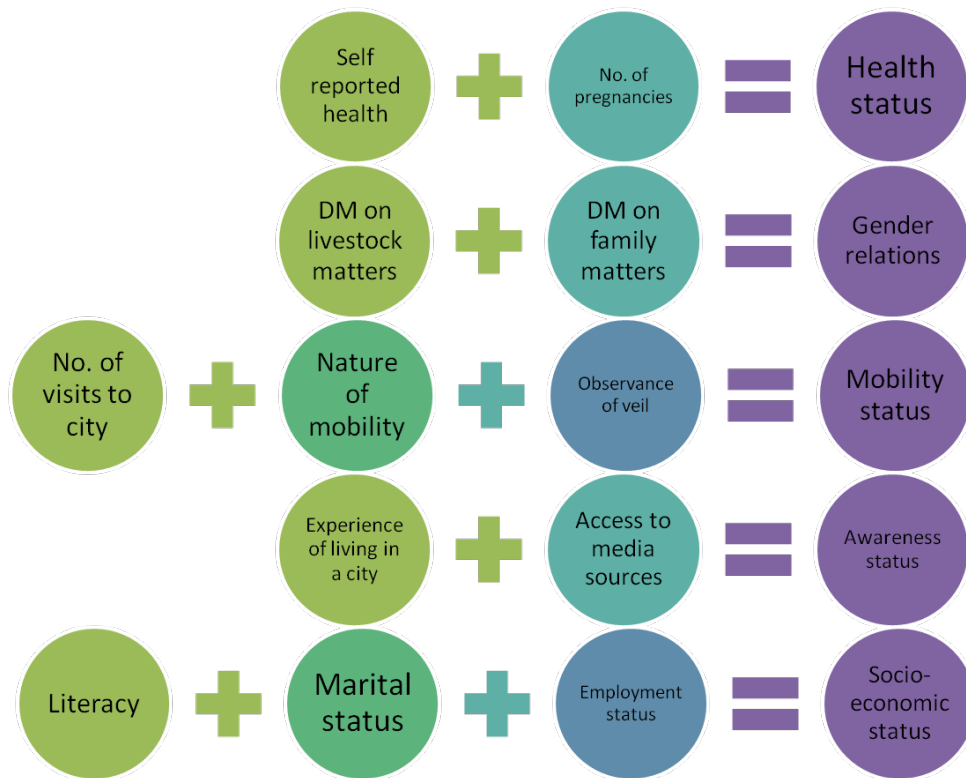 Self
reported
health
No. of
pregnancies
Health
status
DM on
livestock
matters
DM on
family
matters
Gender
relations
No. of
visits to
city
Nature
of
mobility
Observance
of veil
Mobility
status
Experience
of living in
a city
Access to
media
sources
Awareness
status
Literacy
Marital
status
Employment
status
Socio-
economic
status